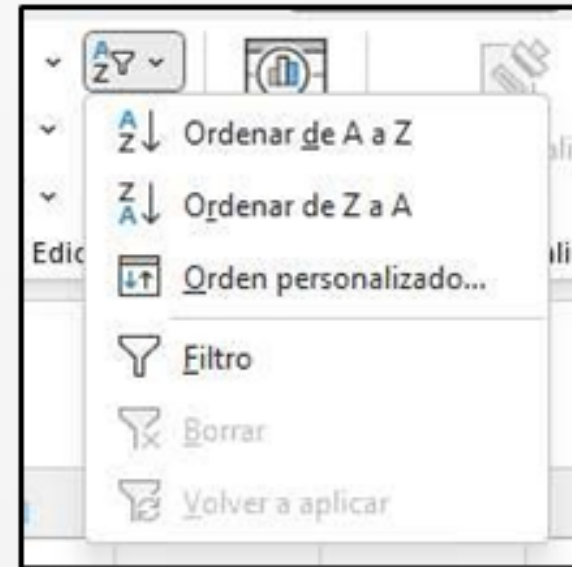 Ordenar de A a Z
Ordenar de Z a A
Orden personalizado...
Edic
Filtro
Borrar
Volver a aplicar